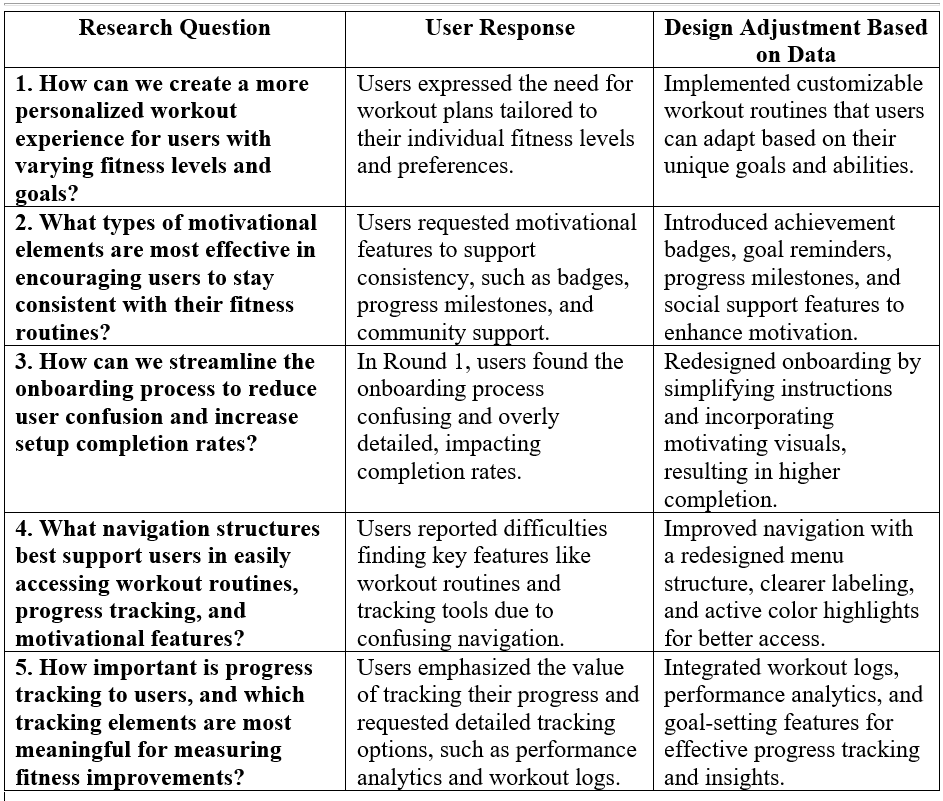 Research Question
User Response
Design Adjustment Based
on Data
1. How can we create a more
personalized workout
experience for users with
varying fitness levels and
goals?
Users expressed the need for
workout plans tailored to
their individual fitness levels
and preferences.
Implemented customizable
workout routines that users
can adapt based on their
unique goals and abilities.
2. What types of motivational
elements are most effective in
encouraging users to stay
consistent with their fitness
routines?
Users requested motivational
features to support
consistency, such as badges,
progress milestones, and
community support.
Introduced achievement
badges, goal reminders,
progress milestones, and
social support features to
enhance motivation.
3. How can we streamline the
onboarding process to reduce
user confusion and increase
setup completion rates?
In Round 1, users found the
onboarding process
confusing and overly
detailed, impacting
completion rates.
Redesigned onboarding by
simplifying instructions
and incorporating
motivating visuals,
resulting in higher
completion.
4. What navigation structures
best support users in easily
accessing workout routines,
progress tracking, and
motivational features?
Users reported difficulties
finding key features like
workout routines and
tracking tools due to
confusing navigation.
Improved navigation with
a redesigned menu
structure, clearer labeling,
and active color highlights
for better access.
5. How important is progress
tracking to users, and which
tracking elements are most
meaningful for measuring
fitness improvements?
Users emphasized the value
of tracking their progress and
requested detailed tracking
options, such as performance
analytics and workout logs.
Integrated workout logs,
performance analytics, and
goal-setting features for
effective progress tracking
and insights.